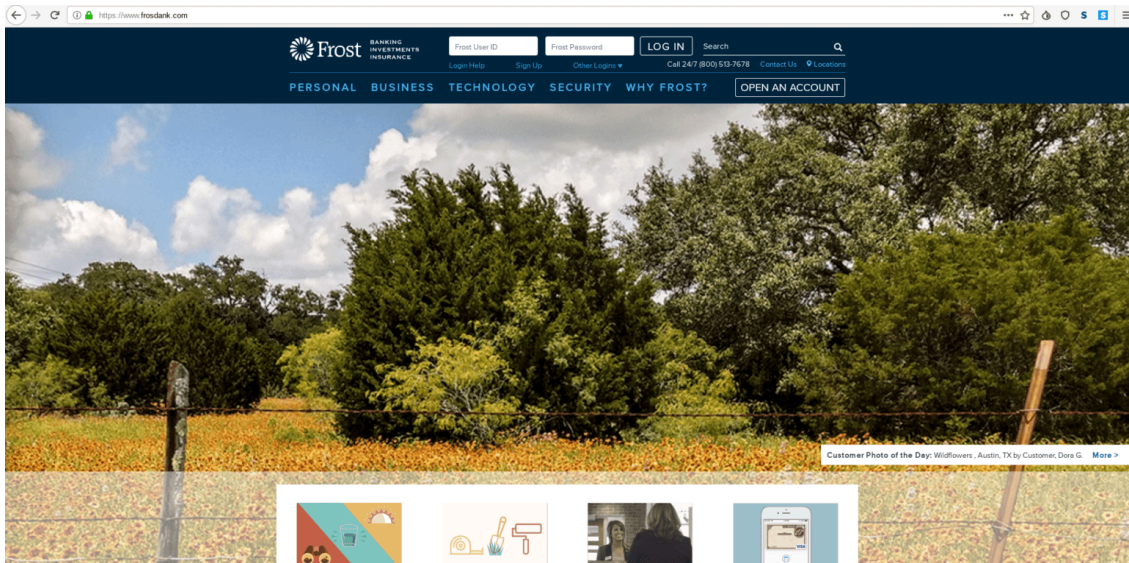 https://www.frosdank.com
Frost
BANKING
INVESTMENTS
INSURANCE
Frost User ID
Frost Password
LOG IN
Search
Login Help
Sign Up
Other Logins ▼
Call 24/7 (800) 513-7678
Contact Us
Locations
PERSONAL BUSINESS TECHNOLOGY SECURITY WHY FROST?
OPEN AN ACCOUNT
Customer Photo of the Day: Wildflowers , Austin, TX by Customer, Dora G. More >
VISA